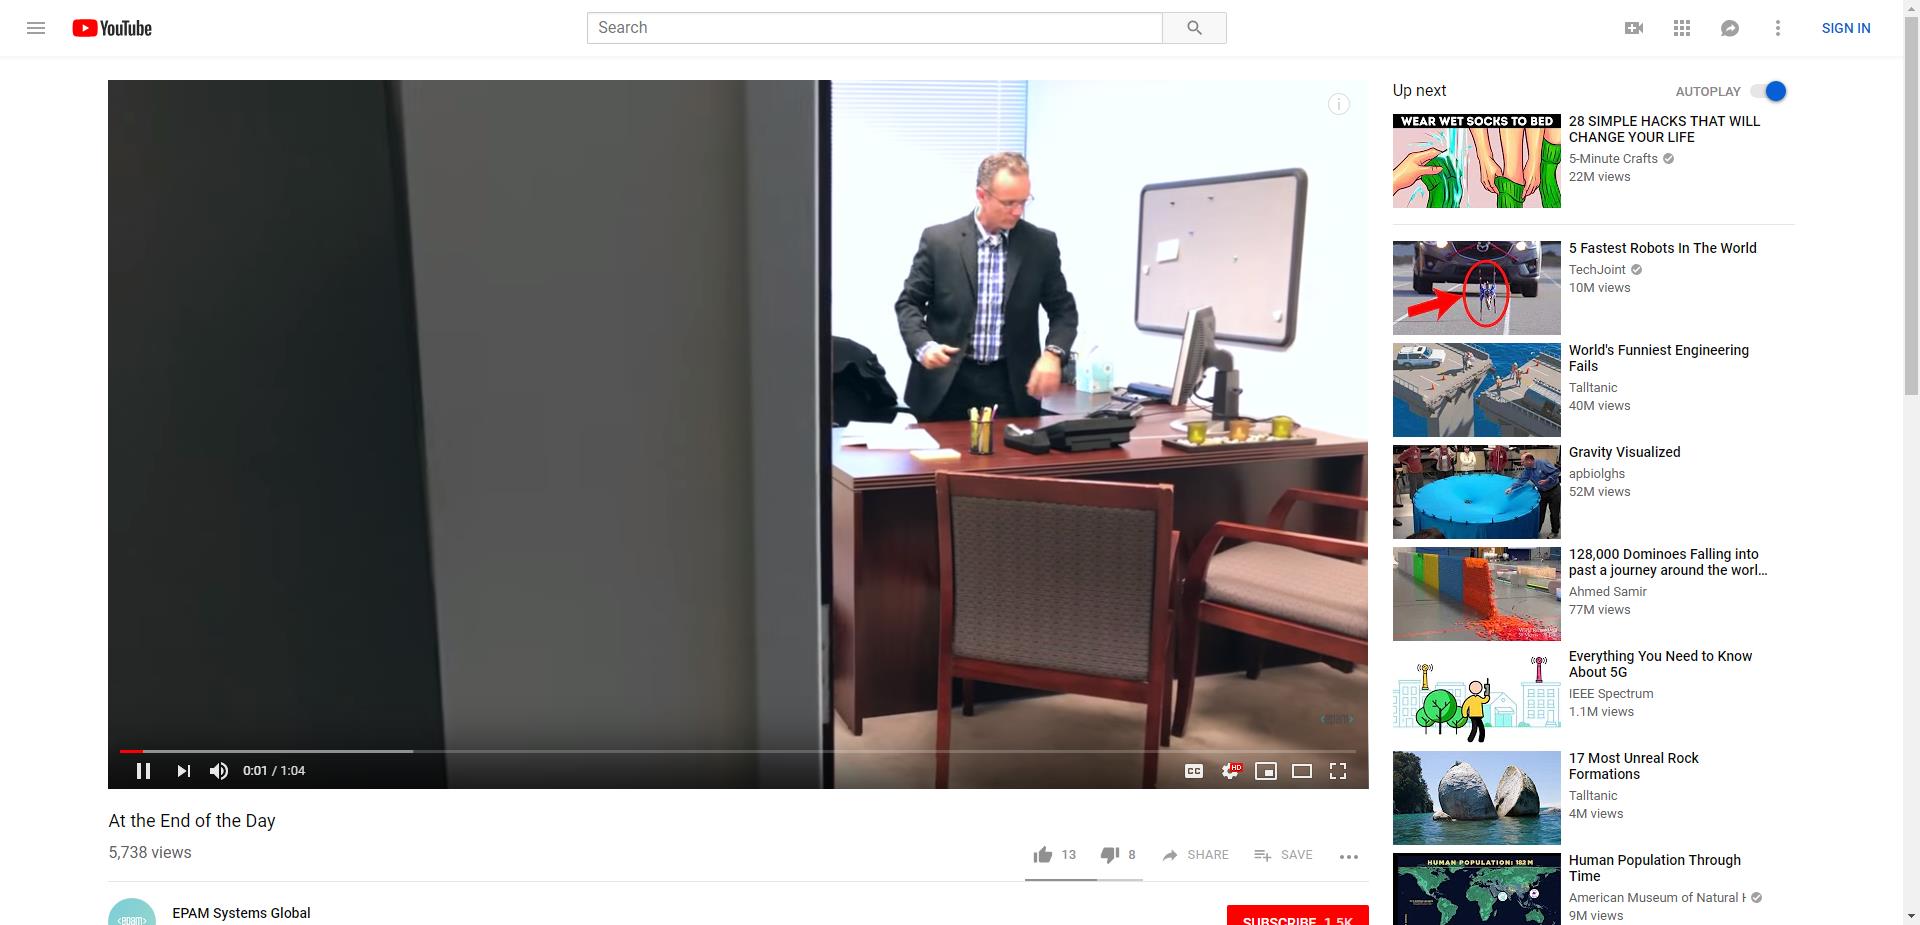 YouTube
Search
SIGN IN
Up next
AUTOPLAY
WEAR WET SOCKS TO BED
28 SIMPLE HACKS THAT WILL
CHANGE YOUR LIFE
5-Minute Crafts
22M views
5 Fastest Robots In The World
TechJoint
10M views
World's Funniest Engineering
Fails
Talltanic
40M views
Gravity Visualized
apbiolghs
52M views
128,000 Dominoes Falling into
past a journey around the worl...
Ahmed Samir
77M views
Everything You Need to Know
About 5G
IEEE Spectrum
1.1M views
17 Most Unreal Rock
Formations
Talltanic
4M views
HUMAN POPULATION: 182M
Human Population Through
Time
American Museum of Natural H
9M views
<epam>
0:01 / 1:04
CC
HD
At the End of the Day
5,738 views
13
8
SHARE
SAVE
<epam>
EPAM Systems Global
SUBSCRIBE 1.5K